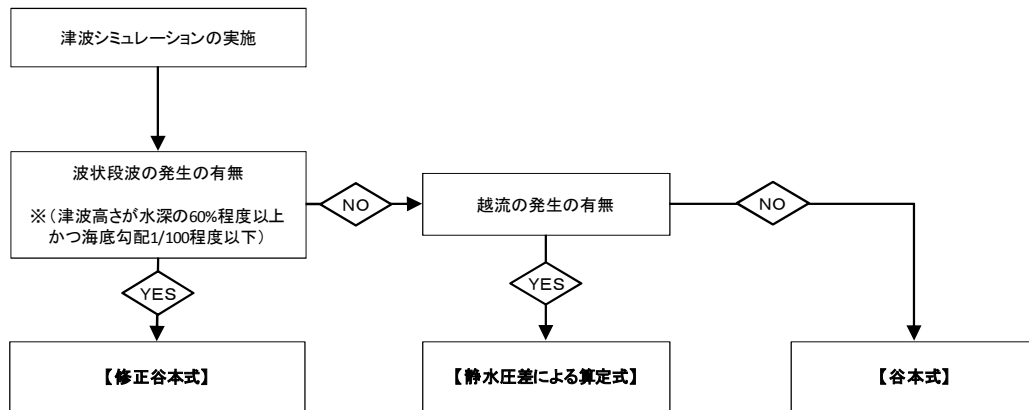 津波シミュレーションの実施
波状段波の発生の有無
※（津波高さが水深の60%程度以上
かつ海底勾配1/100程度以下）
NO
越流の発生の有無
NO
YES
YES
【修正谷本式】
【静水圧差による算定式】
【谷本式】